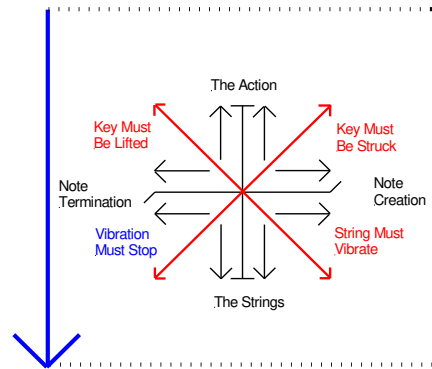 The Action
Key Must
Be Lifted
Key Must
Be Struck
Note
Termination
Note
Creation
Vibration
Must Stop
String Must
Vibrate
The Strings